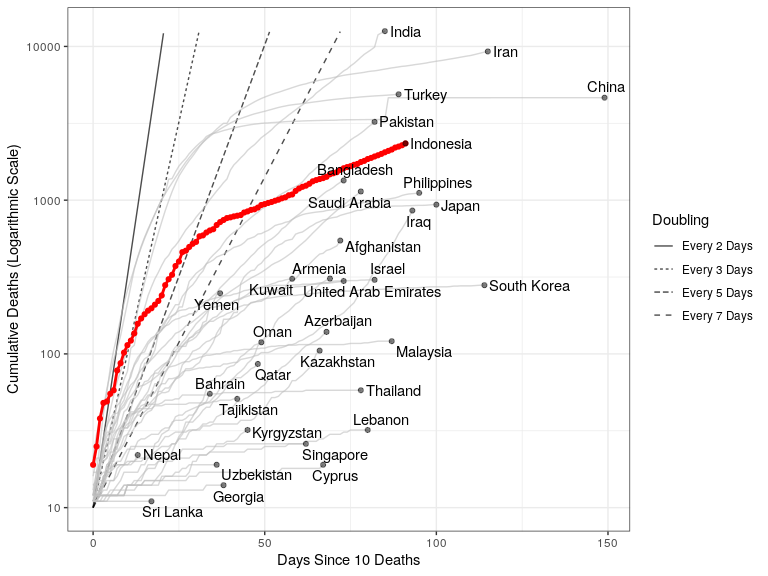 India
Iran
10000
China
Turkey
Pakistan
Indonesia
Bangladesh
Philippines
1000
Saudi Arabia
Japan
Iraq
Afghanistan
Armenia
Israel
Kuwait
United Arab Emirates
South Korea
Yemen
Azerbaijan
Oman
100
Malaysia
Kazakhstan
Qatar
Bahrain
Thailand
Tajikistan
Lebanon
Kyrgyzstan
Nepal
Singapore
Uzbekistan
Cyprus
Georgia
10
Sri Lanka
0
50
100
150
Days Since 10 Deaths
Cumulative Deaths (Logarithmic Scale)
Doubling
Every 2 Days
Every 3 Days
Every 5 Days
Every 7 Days